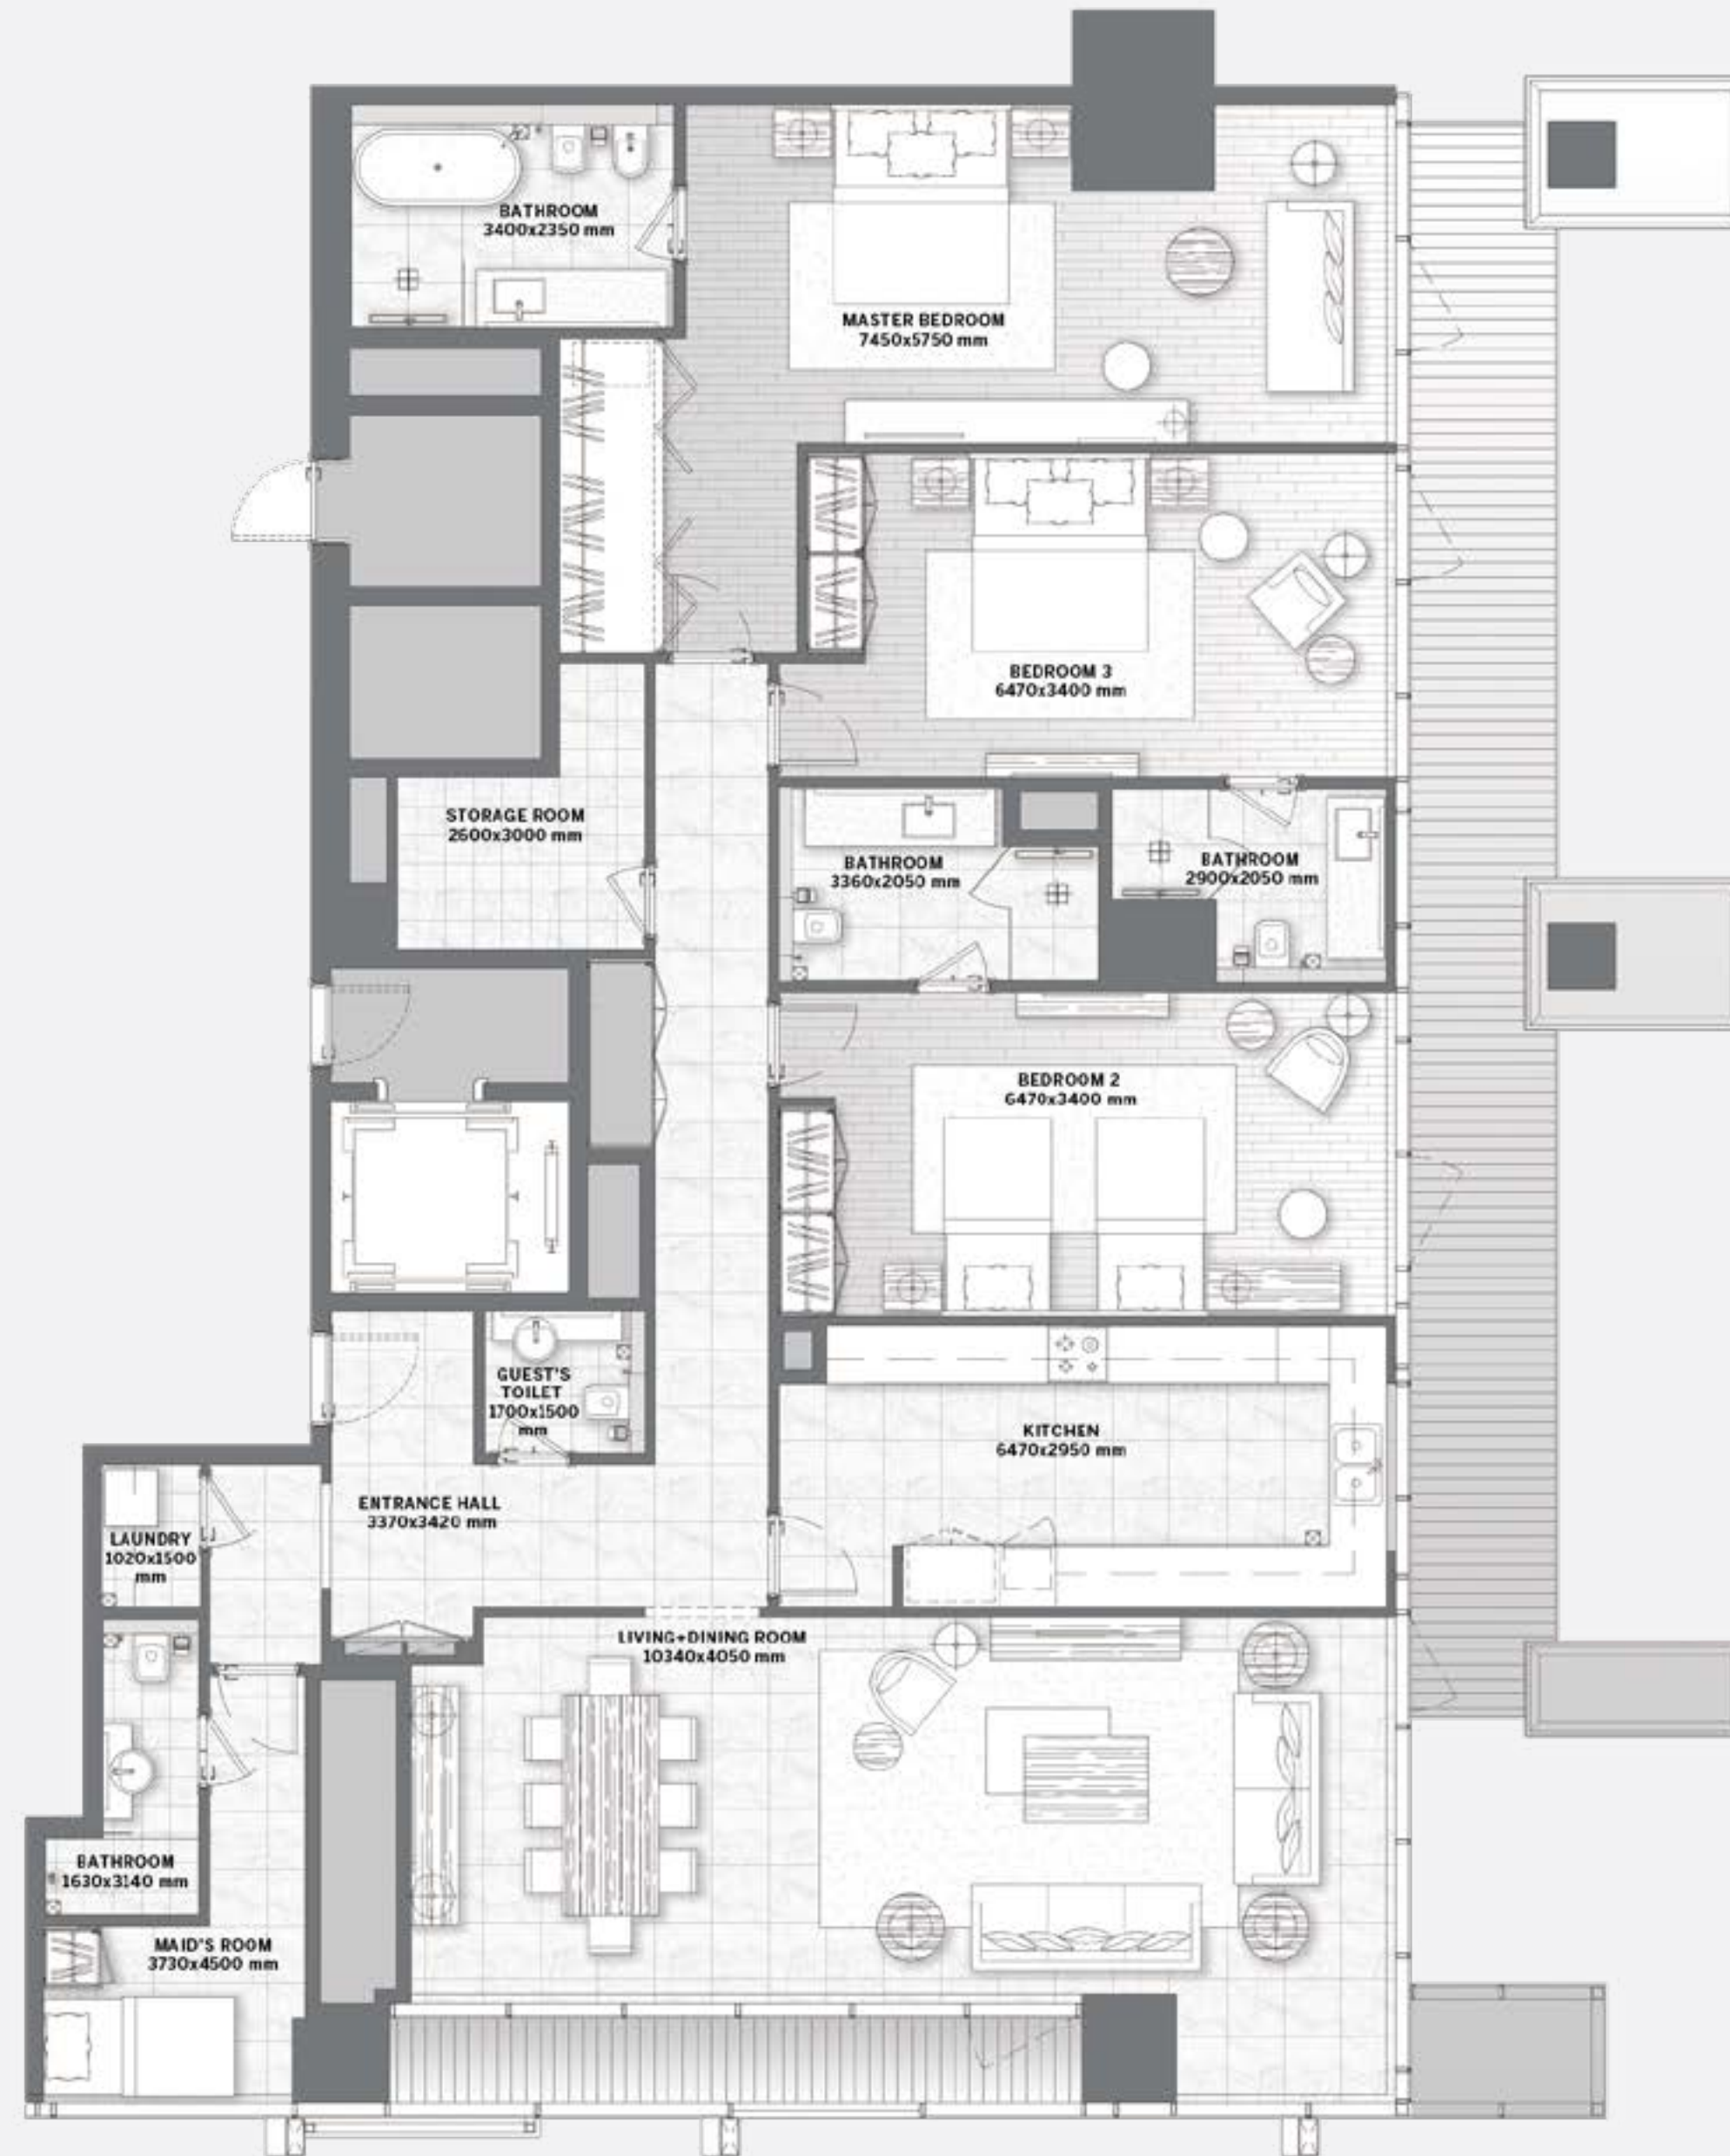 BATHROOM
3400x2350 mm
MASTER BEDROOM
7450x5750 mm
BEDROOM 3
6470x3400 mm
STORAGE ROOM
2600x3000 mm
BATHROOM
3360x2050 mm
BATHROOM
2900x2050 mm
BEDROOM 2
6470x3400 mm
GUEST'S
TOILET
1700x1500
mm
KITCHEN
6470x2950 mm
ENTRANCE HALL
3370x3420 mm
LAUNDRY
1020x1500
mm
LIVING+DINING ROOM
10340x4050 mm
BATHROOM
1630x3140 mm
MAID'S ROOM
3730x4500 mm